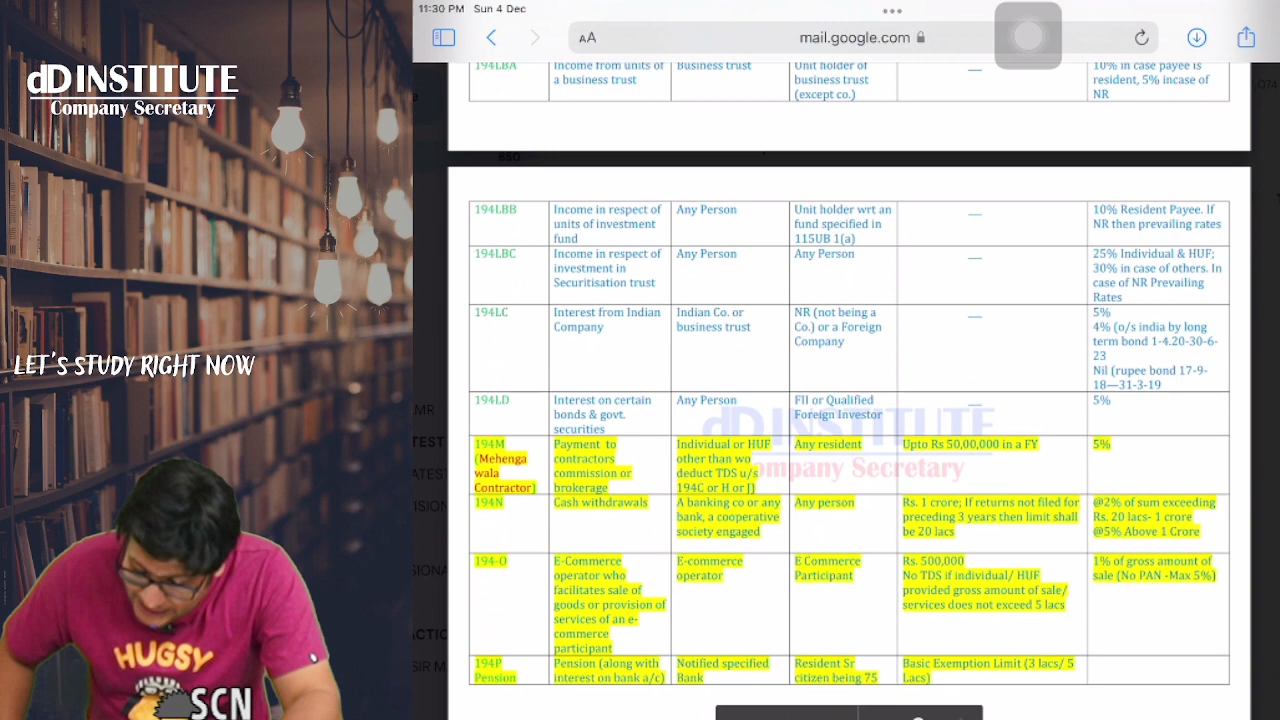 11:30 PM Sun 4 Dec
AA
mail.google.com
dD INSTITUTE
Company Secretary
LET'S STUDY RIGHT NOW
HUGSY
SCN
194LBA
Income from units of
a business trust
Business trust
Unit holder of
business trust
(except co.)
—
10% in case payee is
resident, 5% incase of
NR
194LBB
Income in respect of
units of investment
fund
Any Person
Unit holder wrt an
fund specified in
115UB 1(a)
—
10% Resident Payee. If
NR then prevailing rates
194LBC
Income in respect of
investment in
Securitisation trust
Any Person
Any Person
—
25% Individual & HUF;
30% in case of others. In
case of NR Prevailing
Rates
194LC
Interest from Indian
Company
Indian Co. or
business trust
NR (not being a
Co.) or a Foreign
Company
—
5%
4% (o/s india by long
term bond 1-4.20-30-6-
23
Nil (rupee bond 17-9-
18—31-3-19
194LD
Interest on certain
bonds & govt.
securities
Any Person
FII or Qualified
Foreign Investor
—
5%
dD INSTITUTE
Company Secretary
194M
(Mehenga
wala
Contractor)
Payment to
contractors
commission or
brokerage
Individual or HUF
other than wo
deduct TDS u/s
194C or H or J)
Any resident
Upto Rs 50,00,000 in a FY
5%
194N
Cash withdrawals
A banking co or any
bank, a cooperative
society engaged
Any person
Rs. 1 crore; If returns not filed for
preceding 3 years then limit shall
be 20 lacs
@2% of sum exceeding
Rs. 20 lacs- 1 crore
@5% Above 1 Crore
194-O
E-Commerce
operator who
facilitates sale of
goods or provision of
services of an e-
commerce
participant
E-commerce
operator
E Commerce
Participant
Rs. 500,000
No TDS if individual/ HUF
provided gross amount of sale/
services does not exceed 5 lacs
1% of gross amount of
sale (No PAN -Max 5%)
194P
Pension
Pension (along with
interest on bank a/c)
Notified specified
Bank
Resident Sr
citizen being 75
Basic Exemption Limit (3 lacs/ 5
Lacs)